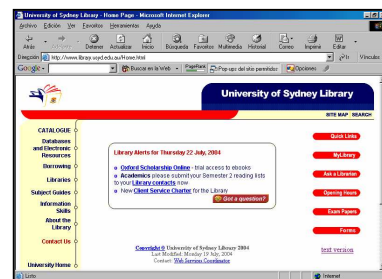 University of Sydney Library - Home Page - Microsoft Internet Explorer
Archivo Edición Ver Favoritos Herramientas Ayuda
Atrás Detener Actualizar Inicio Búsqueda Favoritos Multimedia Historial Correo Imprimir Editar
Dirección http://www.library.usyd.edu.au/Home.html Ir Vínculos
Google Buscar en la Web PageRank Pop-ups del sitio permitidos Opciones
University of Sydney Library
SITE MAP SEARCH
CATALOGUE
Databases
and Electronic
Resources
Borrowing
Libraries
Subject Guides
Information
Skills
About the
Library
Contact Us
University Home
Library Alerts for Thursday 22 July, 2004
Oxford Scholarship Online - trial access to ebooks
Academics please submit your Semester 2 reading lists
to your Library contacts now
New Client Service Charter for the Library
Got a question?
Quick Links
MyLibrary
Ask a Librarian
Opening Hours
Exam Papers
Forms
text version
Copyright © University of Sydney Library 2004
Last Modified: Monday 19 July, 2004
Contact: Web Services Coordinator
Listo Internet